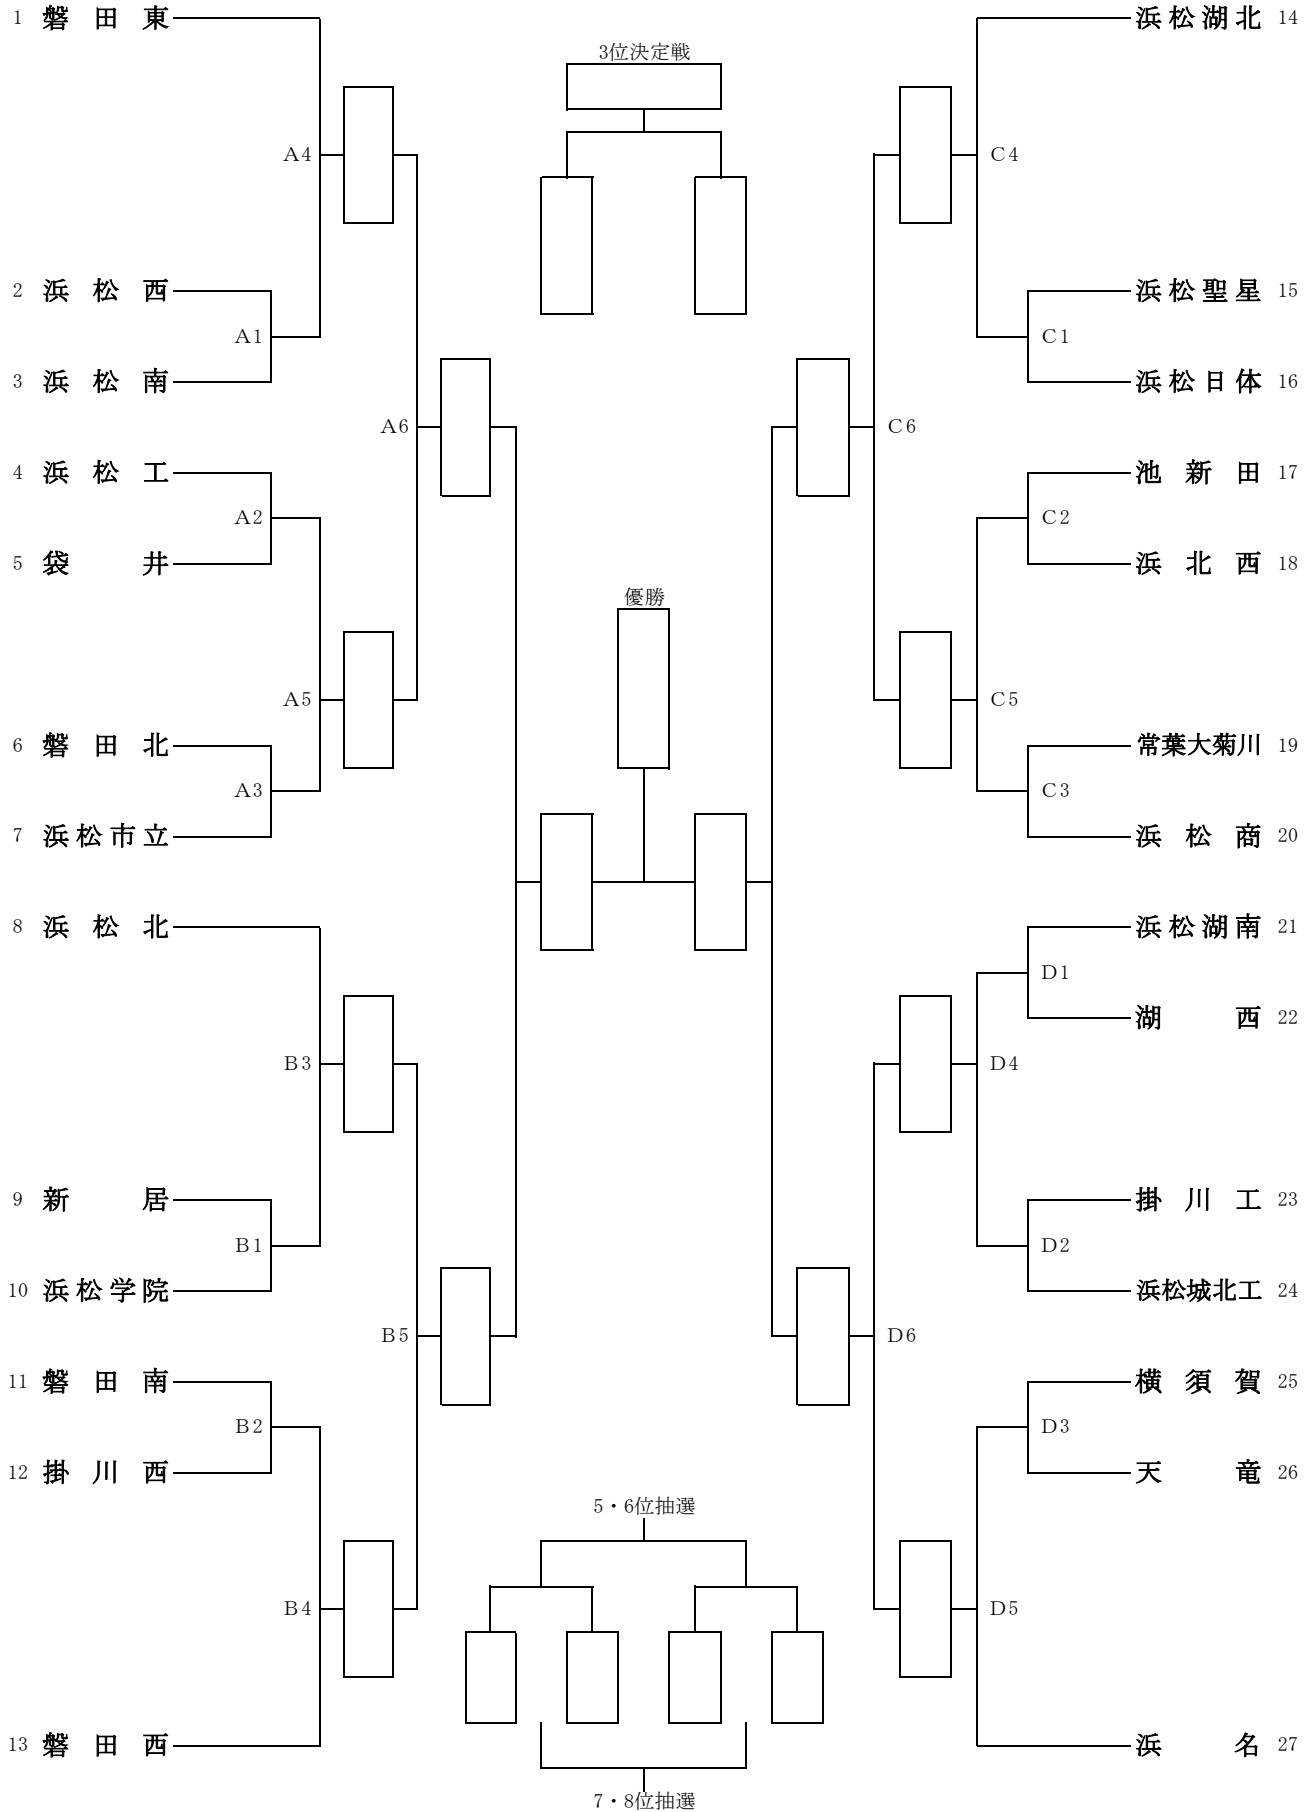 1 磐田東
A4
2 浜松西
A1
3 浜松南
A6
4 浜松工
A2
5 袋井
A5
6 磐田北
A3
7 浜松市立
8 浜松北
B3
9 新居
B1
10 浜松学院
B5
11 磐田南
B2
12 掛川西
B4
13 磐田西
3位決定戦
優勝
5・6位抽選
7・8位抽選
浜松湖北 14
C4
浜松聖星 15
C1
浜松日体 16
C6
池新田 17
C2
浜北西 18
C5
常葉大菊川 19
C3
浜松商 20
浜松湖南 21
D1
湖西 22
D4
掛川工 23
D2
浜松城北工 24
D6
横須賀 25
D3
天竜 26
D5
浜名 27